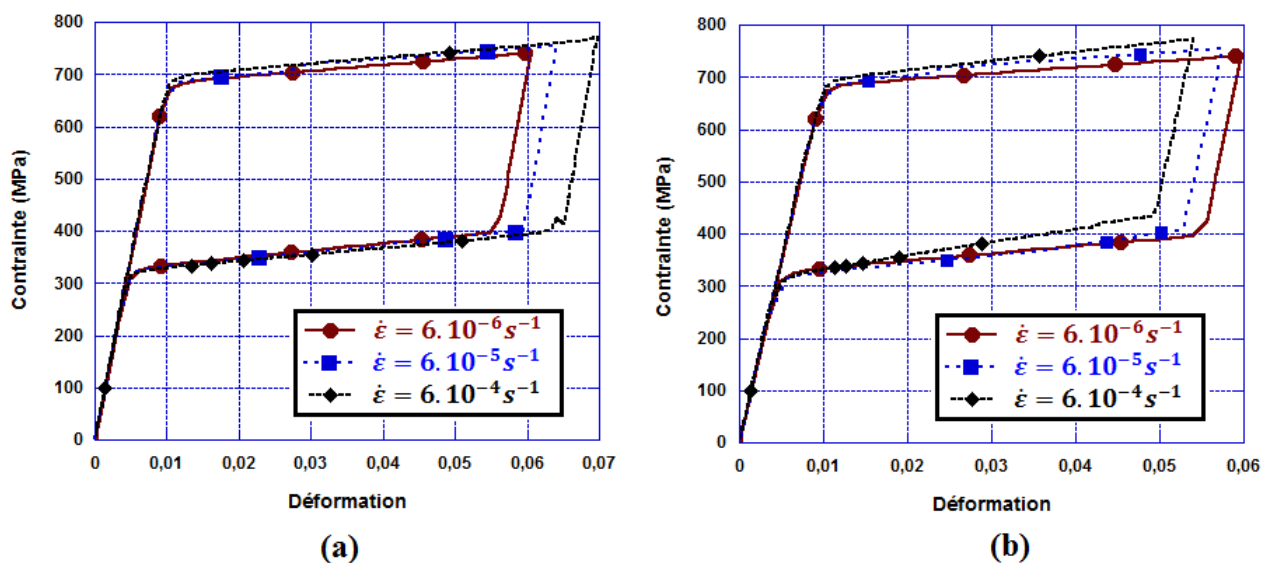 800
700
600
500
400
300
200
100
0
Contrainte (MPa)
ε̇ = 6.10⁻⁶s⁻¹
ε̇ = 6.10⁻⁵s⁻¹
ε̇ = 6.10⁻⁴s⁻¹
0 0,01 0,02 0,03 0,04 0,05 0,06 0,07
Déformation
(a)
800
700
600
500
400
300
200
100
0
Contrainte (MPa)
ε̇ = 6.10⁻⁶s⁻¹
ε̇ = 6.10⁻⁵s⁻¹
ε̇ = 6.10⁻⁴s⁻¹
0 0,01 0,02 0,03 0,04 0,05 0,06
Déformation
(b)